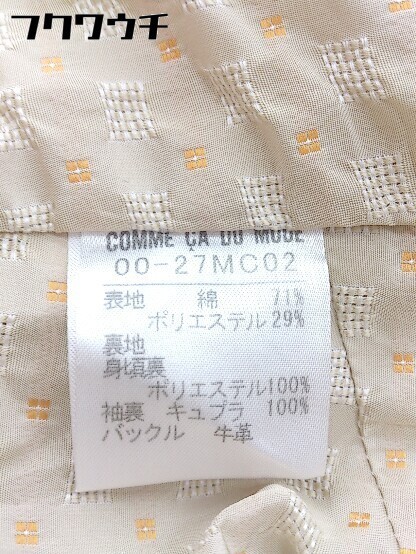 フクワウチ
COMME ÇA DU MODE
00-27MC02
表地 綿 71%
ポリエステル 29%
裏地
身頃裏
ポリエステル100%
袖裏 キュプラ 100%
バックル 牛革